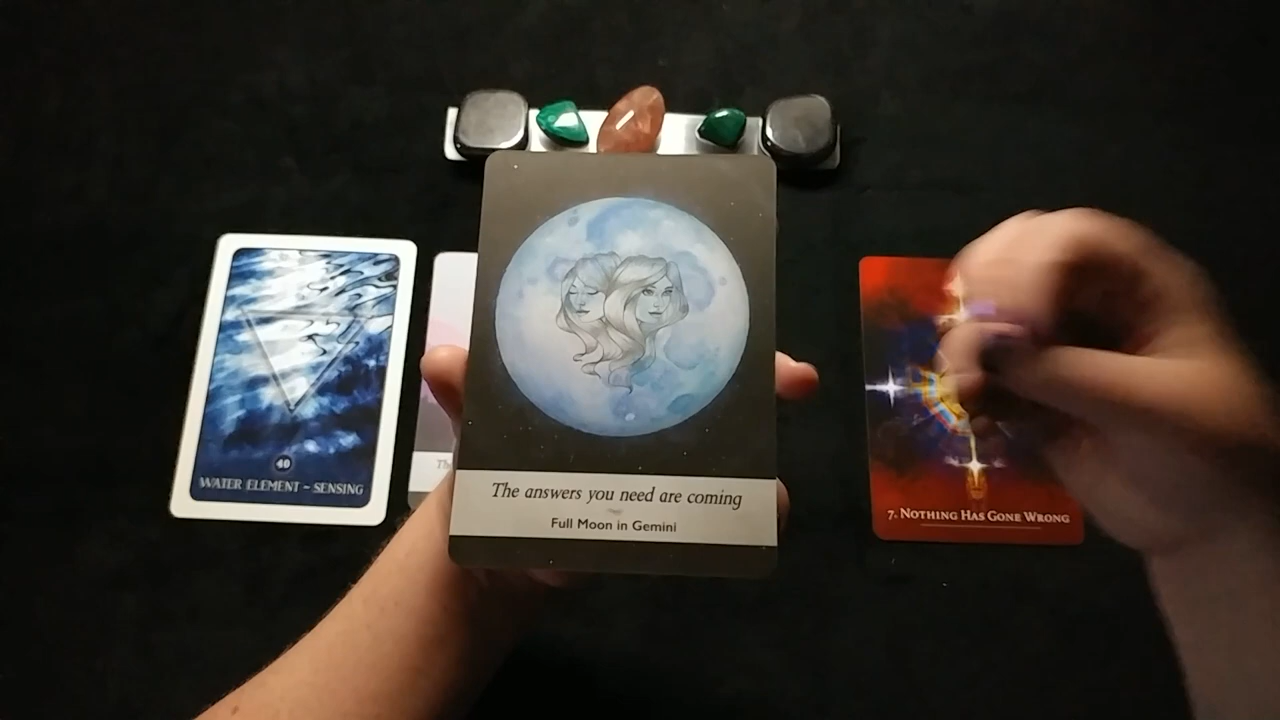 40
WATER ELEMENT – SENSING
Th
The answers you need are coming
Full Moon in Gemini
7. NOTHING HAS GONE WRONG